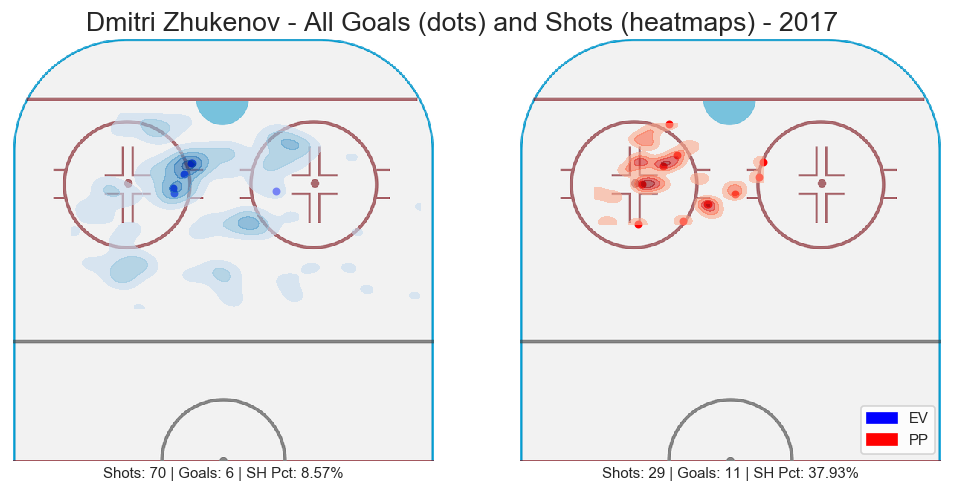 Dmitri Zhukenov - All Goals (dots) and Shots (heatmaps) - 2017
EV
PP
Shots: 70 | Goals: 6 | SH Pct: 8.57%
Shots: 29 | Goals: 11 | SH Pct: 37.93%